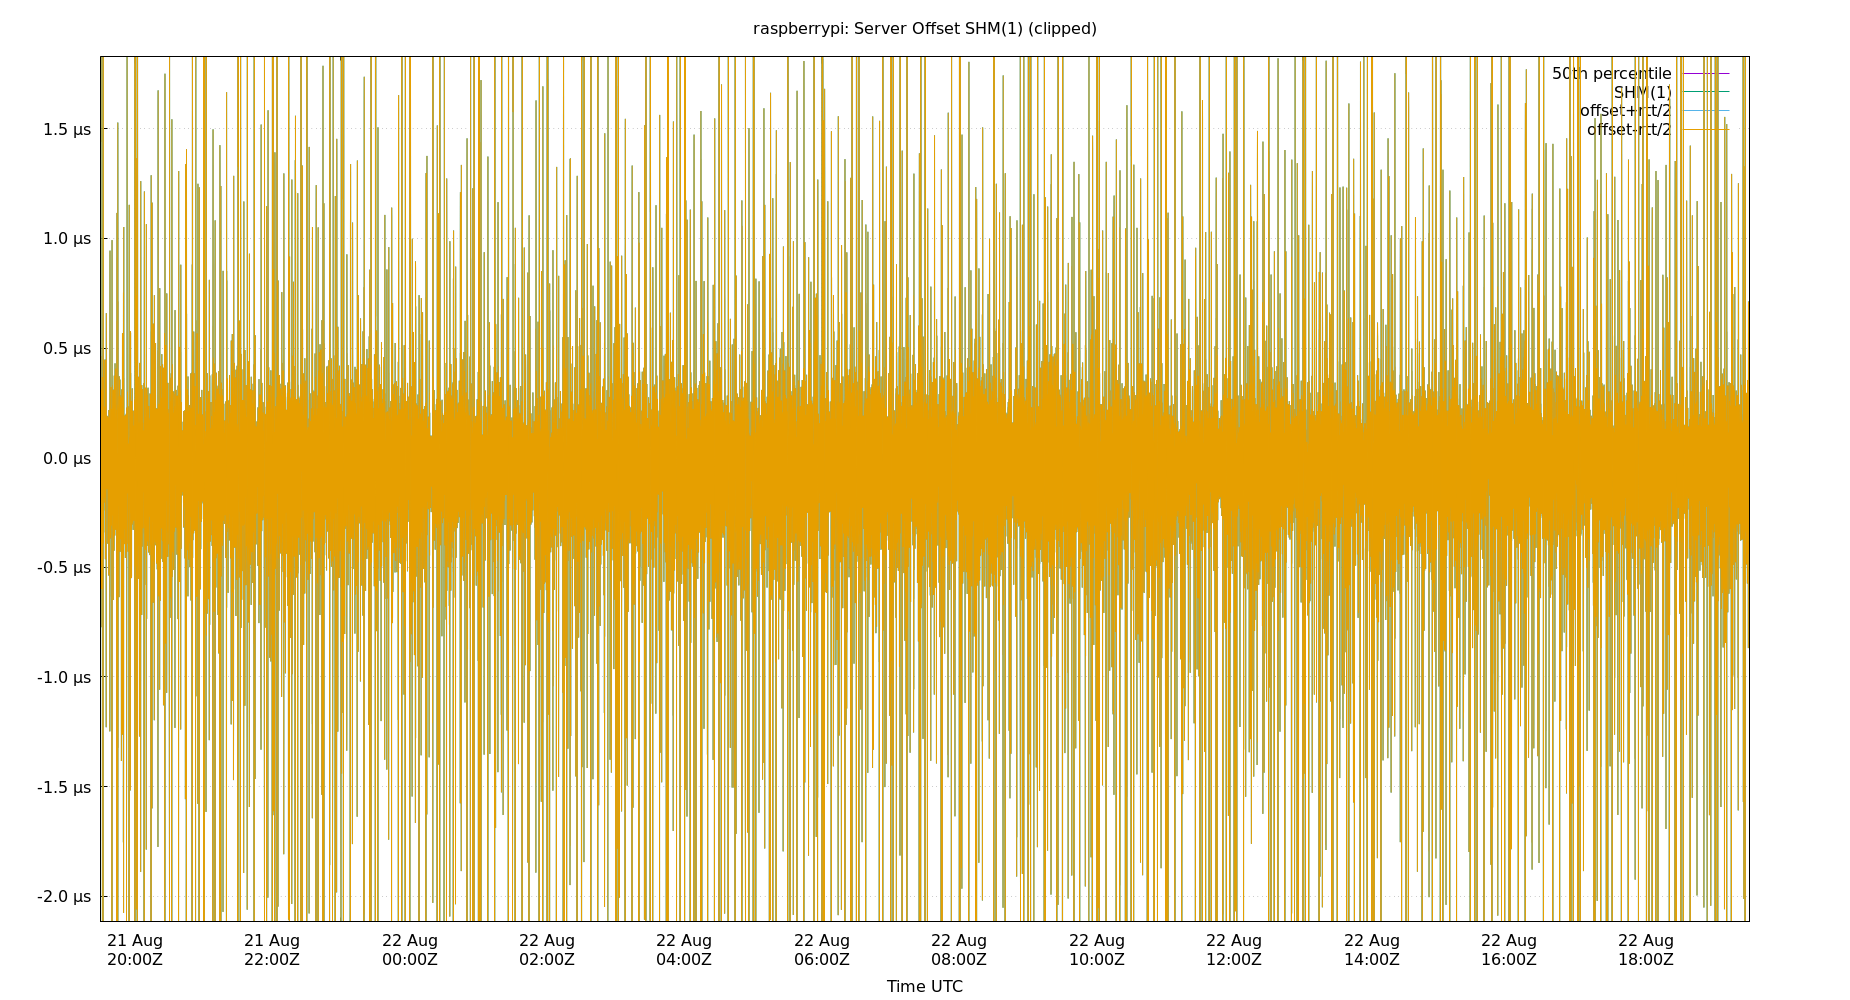 raspberrypi: Server Offset SHM(1) (clipped)
50th percentile
SHM(1)
offset+rtt/2
offset-rtt/2
1.5 µs
1.0 µs
0.5 µs
0.0 µs
-0.5 µs
-1.0 µs
-1.5 µs
-2.0 µs
21 Aug 21 Aug 22 Aug 22 Aug 22 Aug 22 Aug 22 Aug 22 Aug 22 Aug 22 Aug 22 Aug 22 Aug
20:00Z 22:00Z 00:00Z 02:00Z 04:00Z 06:00Z 08:00Z 10:00Z 12:00Z 14:00Z 16:00Z 18:00Z
Time UTC